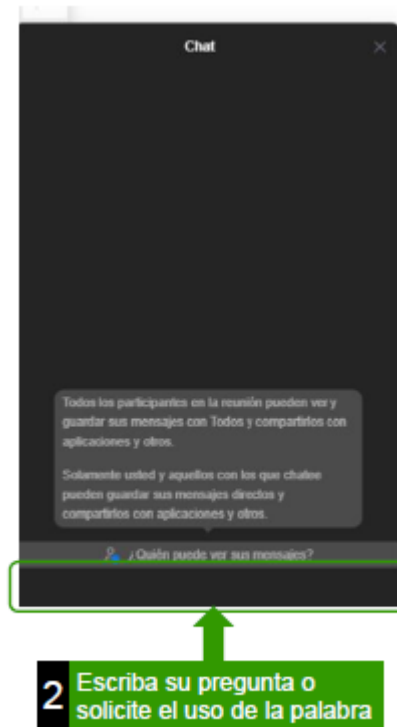 Chat
Todos los participantes en la reunión pueden ver y
guardar sus mensajes con Todos y compartirlos con
aplicaciones y otros.
Solamente usted y aquellos con los que chatee
pueden guardar sus mensajes directos y
compartirlos con aplicaciones y otros.
¿Quién puede ver sus mensajes?
2 Escriba su pregunta o
solicite el uso de la palabra